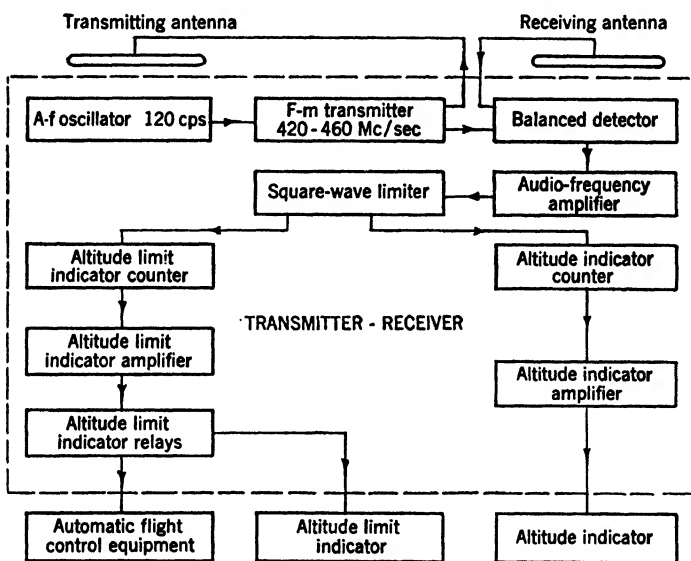 Transmitting antenna
Receiving antenna
A-f oscillator 120 cps
F-m transmitter
420-460 Mc/sec
Balanced detector
Square-wave limiter
Audio-frequency
amplifier
Altitude limit
indicator counter
Altitude indicator
counter
TRANSMITTER - RECEIVER
Altitude limit
indicator amplifier
Altitude indicator
amplifier
Altitude limit
indicator relays
Automatic flight
control equipment
Altitude limit
indicator
Altitude indicator